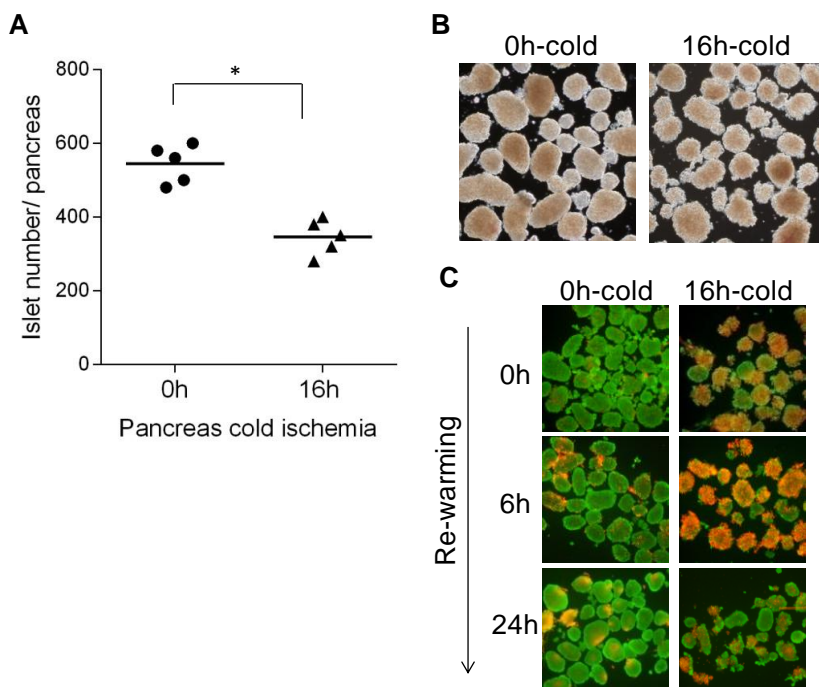 A
800
600
400
200
0
*
Islet number/ pancreas
0h
16h
Pancreas cold ischemia
B
0h-cold
16h-cold
C
0h-cold
16h-cold
Re-warming
0h
6h
24h